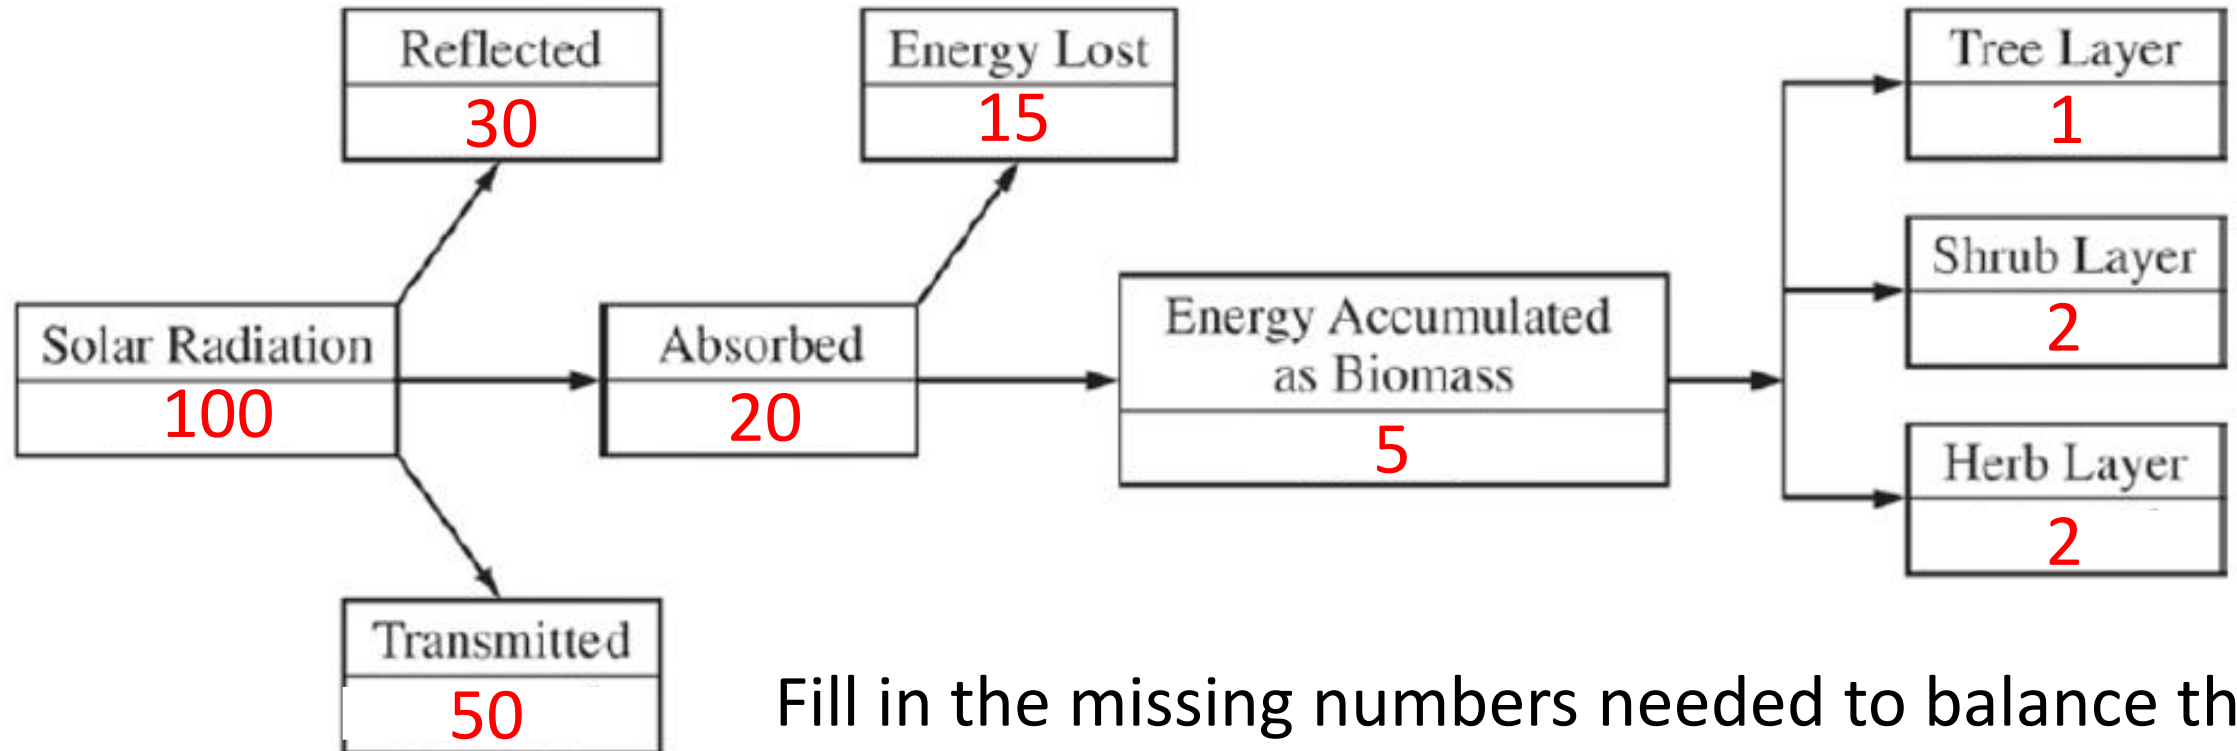 Reflected
30
Energy Lost
15
Tree Layer
1
Solar Radiation
100
Absorbed
20
Energy Accumulated
as Biomass
5
Shrub Layer
2
Herb Layer
2
Transmitted
50
Fill in the missing numbers needed to balance th